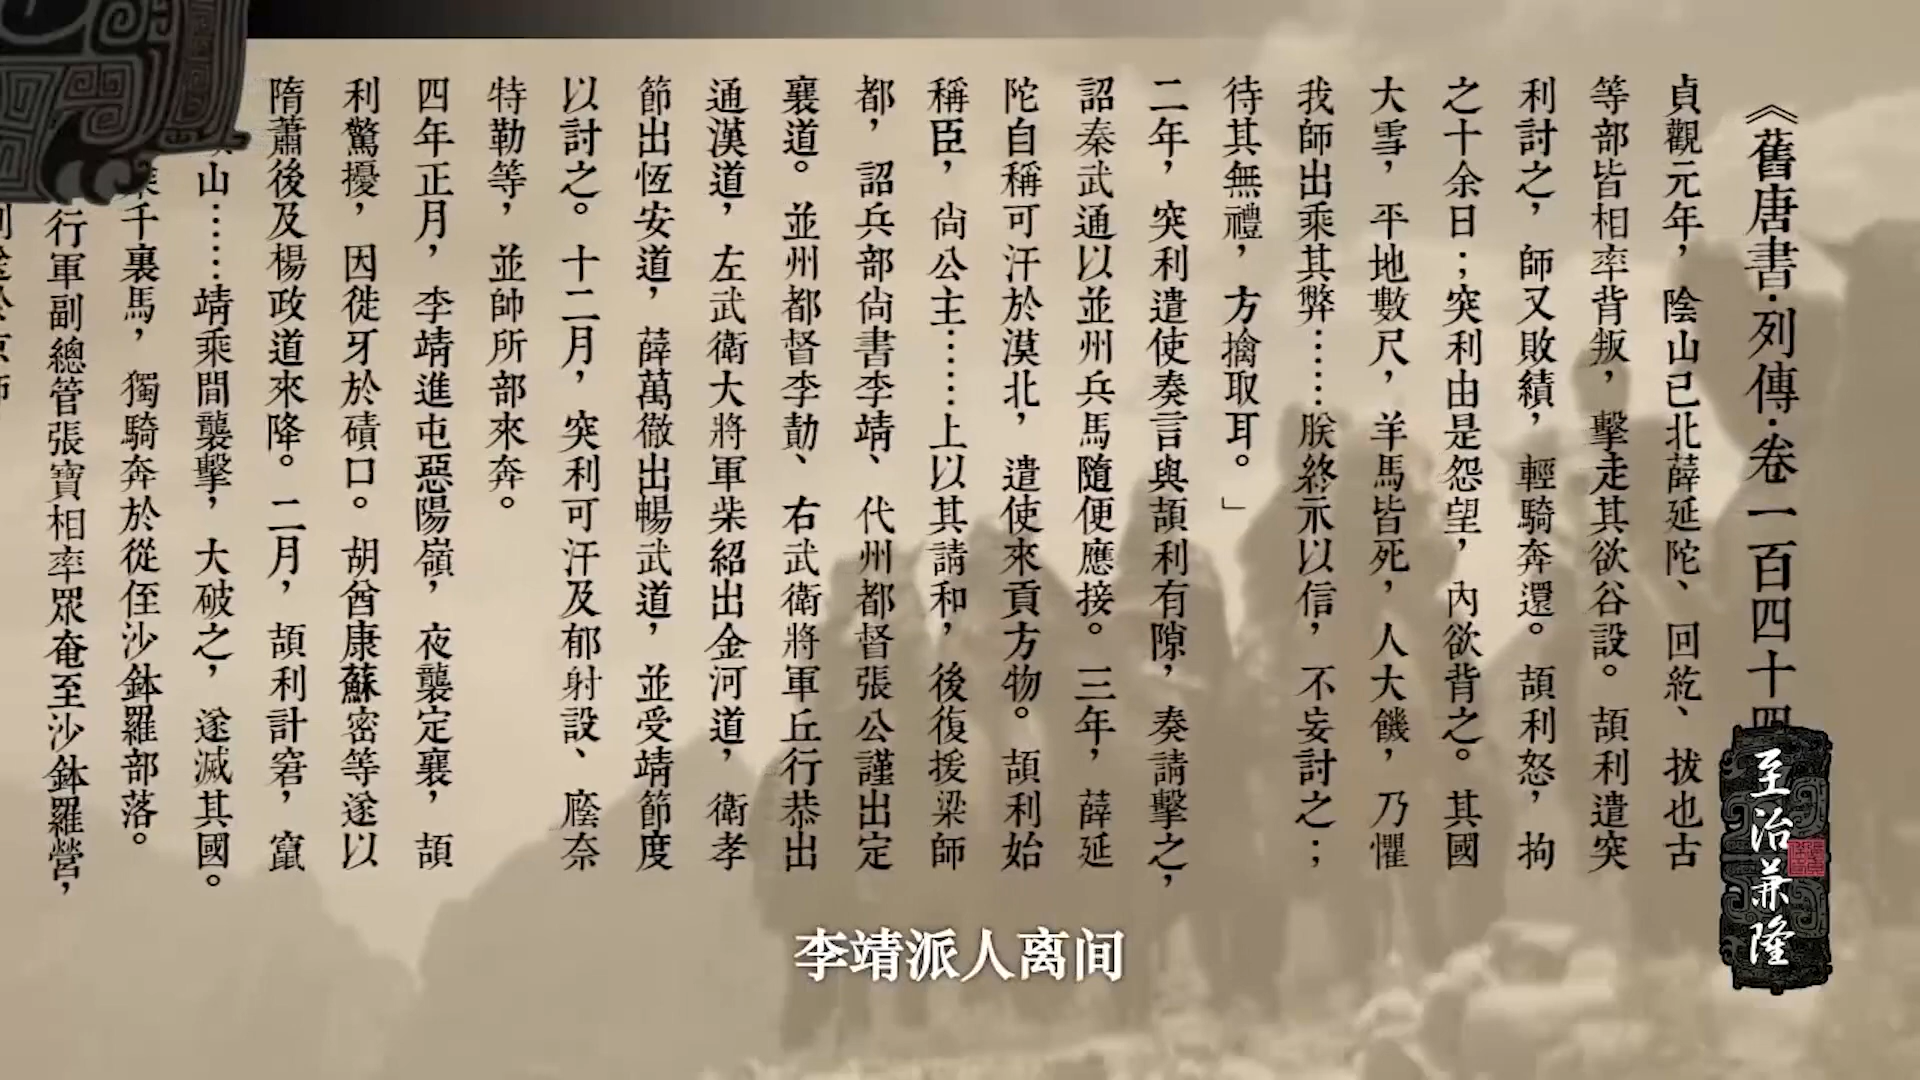 《舊唐書·列傳·卷一百四十四
貞觀元年，陰山已北薛延陀、回紇、拔也古
等部皆相率背叛，擊走其欲谷設。頡利遣突
利討之，師又敗績，輕騎奔還。頡利怒，拘
之十余日；突利由是怨望，內欲背之。其國
大雪，平地數尺，羊馬皆死，人大饑，乃懼
我師出乘其弊……朕終示以信，不妄討之；
待其無禮，方擒取耳。」
二年，突利遣使奏言與頡利有隙，奏請擊之，
詔秦武通以並州兵馬隨便應接。三年，薛延
陀自稱可汗於漠北，遣使來貢方物。頡利始
稱臣，尚公主……上以其請和，後復援梁師
都，詔兵部尚書李靖、代州都督張公謹出定
襄道。並州都督李勣、右武衛將軍丘行恭出
通漢道，左武衛大將軍柴紹出金河道，衛孝
節出恆安道，薛萬徹出暢武道，並受靖節度
以討之。十二月，突利可汗及郁射設、廕奈
特勒等，並帥所部來奔。
四年正月，李靖進屯惡陽嶺，夜襲定襄，頡
利驚擾，因徙牙於磧口。胡酋康蘇密等遂以
隋蕭後及楊政道來降。二月，頡利計窘，竄
山……靖乘間襲擊，大破之，遂滅其國。
乘千裏馬，獨騎奔於從侄沙鉢羅部落。
行軍副總管張寶相率眾奄至沙鉢羅營，
於京師
至治兼隆
李靖派人离间